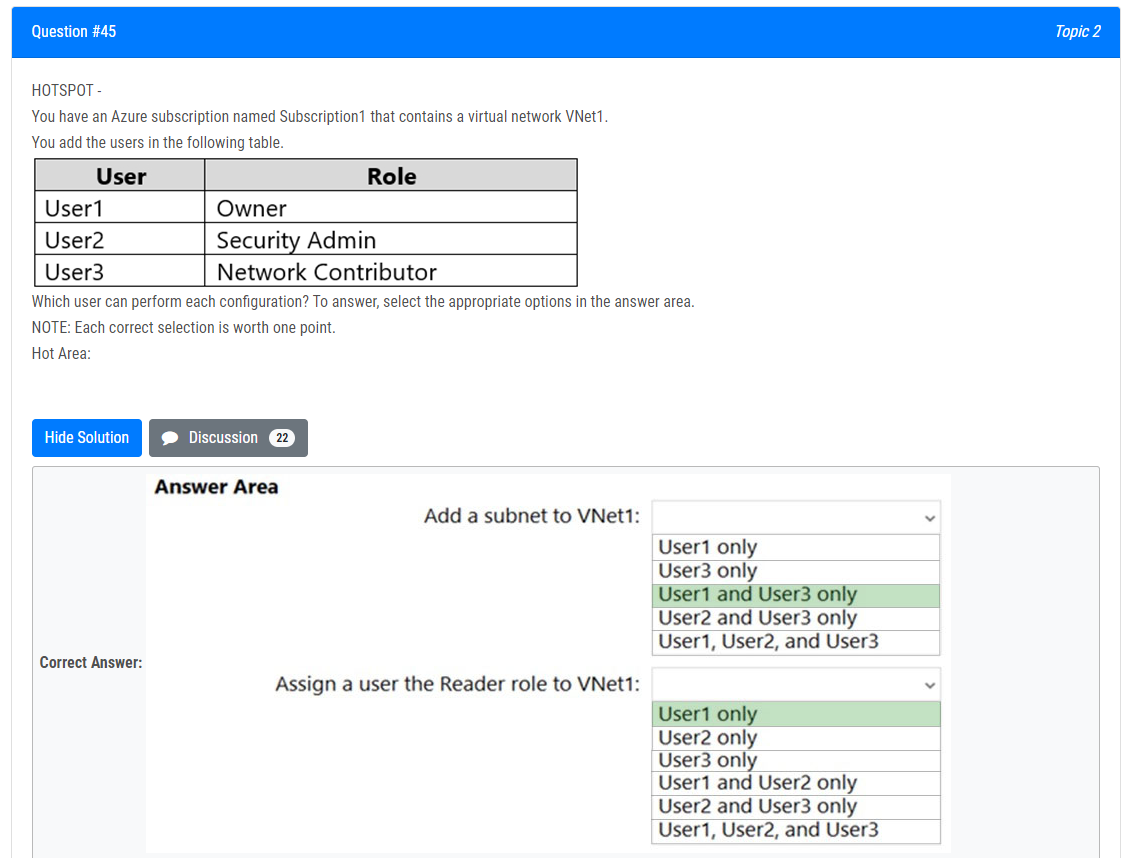 Question #45
Topic 2
HOTSPOT -
You have an Azure subscription named Subscription1 that contains a virtual network VNet1.
You add the users in the following table.
User Role
User1 Owner
User2 Security Admin
User3 Network Contributor
Which user can perform each configuration? To answer, select the appropriate options in the answer area.
NOTE: Each correct selection is worth one point.
Hot Area:
Hide Solution
Discussion 22
Correct Answer:
Answer Area
Add a subnet to VNet1:
User1 only
User3 only
User1 and User3 only
User2 and User3 only
User1, User2, and User3
Assign a user the Reader role to VNet1:
User1 only
User2 only
User3 only
User1 and User2 only
User2 and User3 only
User1, User2, and User3